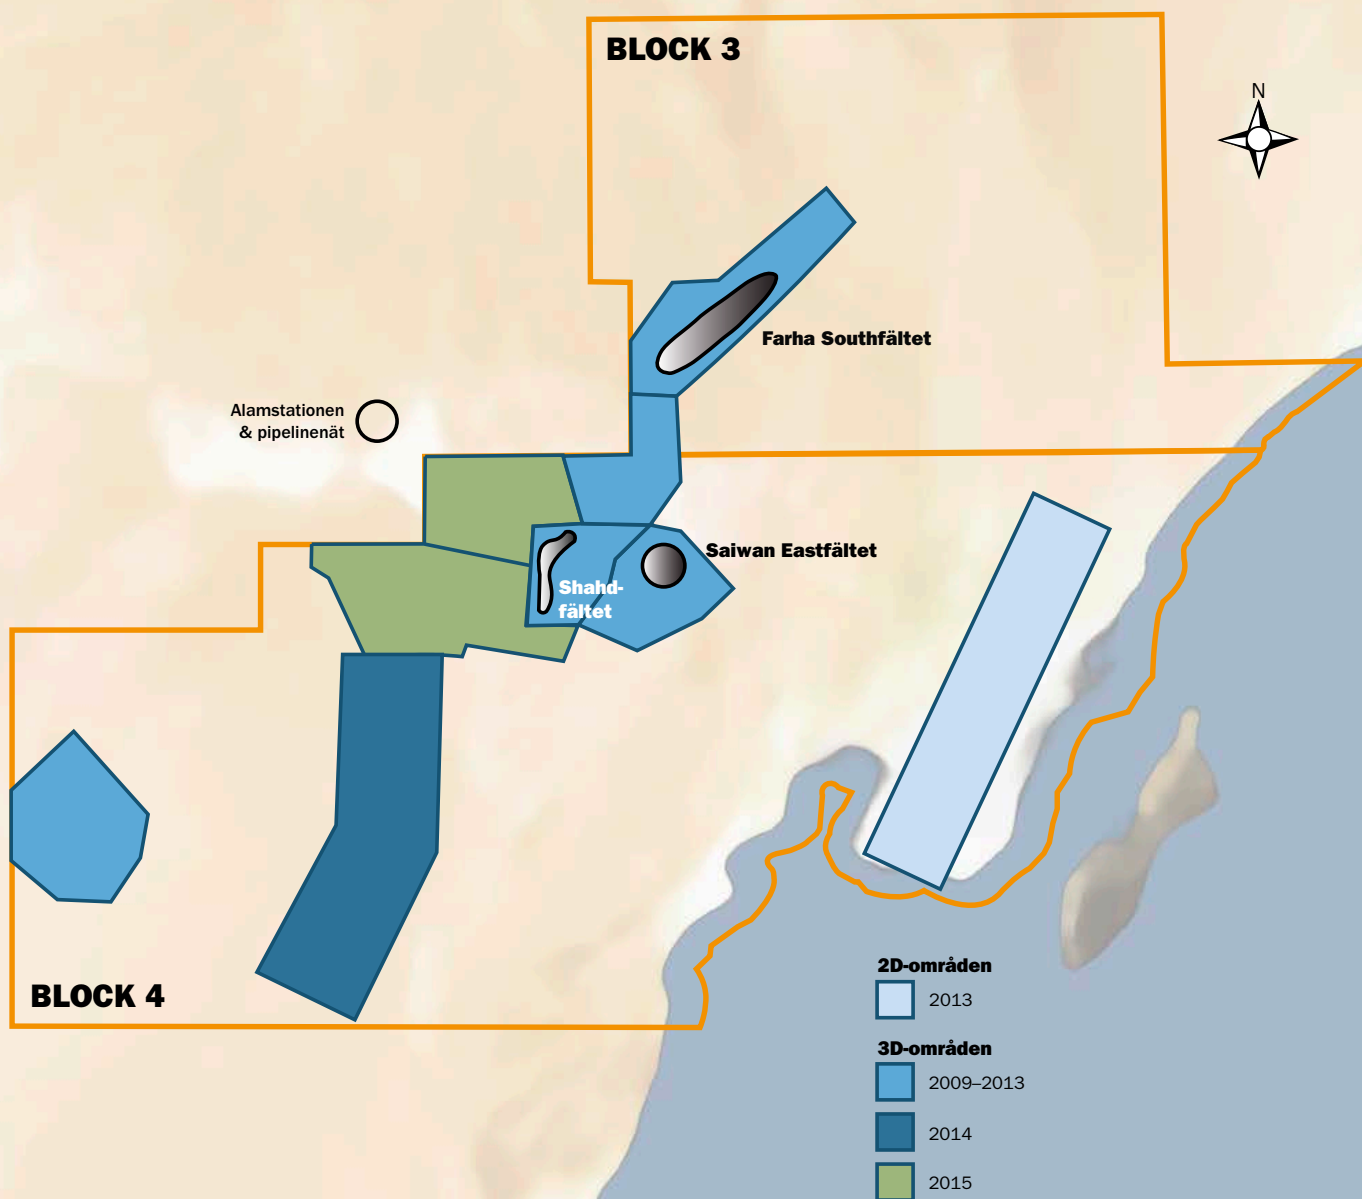 BLOCK 3
N
Farha Southfältet
Alamstationen
& pipelinenät
Saiwan Eastfältet
Shahd-
fältet
BLOCK 4
2D-områden
2013
3D-områden
2009–2013
2014
2015